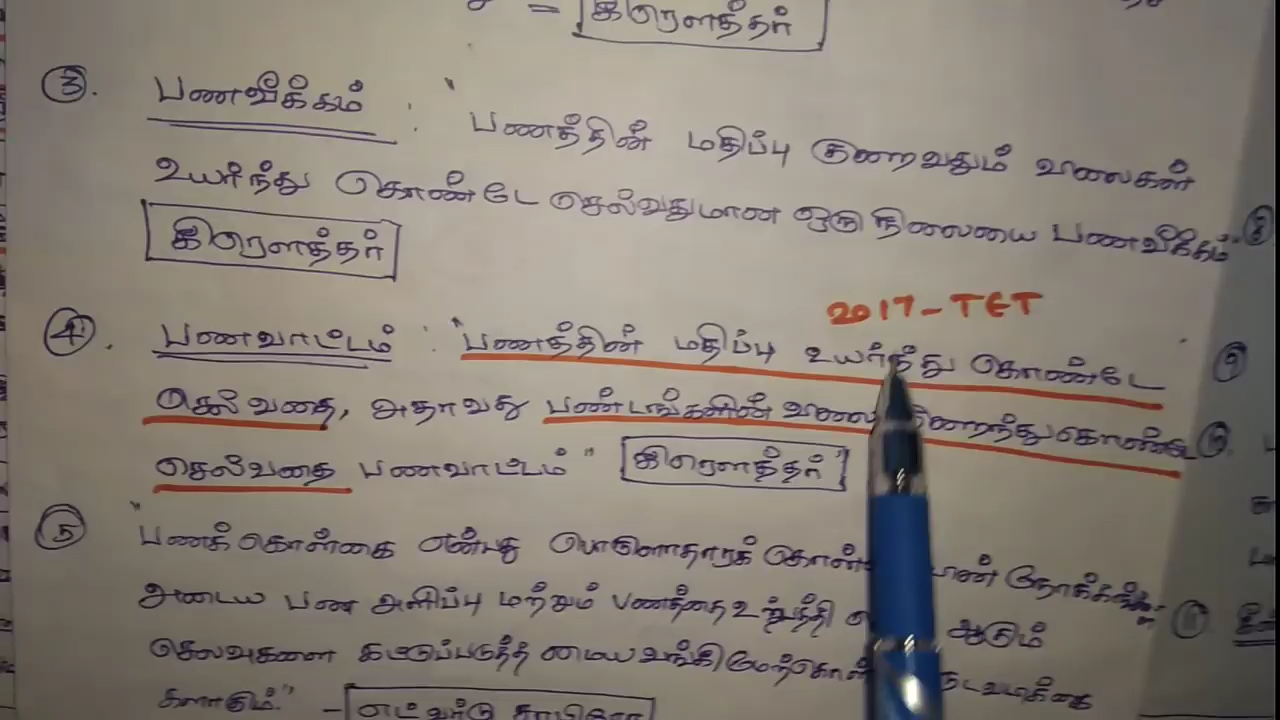 கிரௌத்தர்
③. பணவீக்கம் : "பணத்தின் மதிப்பு குறைவதும் விலைகள்
உயர்ந்து கொண்டே செல்வதுமான ஒரு நிலையை பணவீக்கம்"
கிரௌத்தர்
2017-TET
④. பணவாட்டம் : "பணத்தின் மதிப்பு உயர்ந்து கொண்டே
செல்வதை, அதாவது பண்டங்களின் விலை குறைந்து கொண்டே
செல்வதை பணவாட்டம்" கிரௌத்தர்
⑤ "பணக் கொள்கை என்பது பொருளாதாரக்
அடைய பண அளிப்பு மற்றும் பணத்தை உற்பத்தி ஆகும்
செலவுகளை கட்டுப்படுத்த மைய வங்கி
களாகும்." -